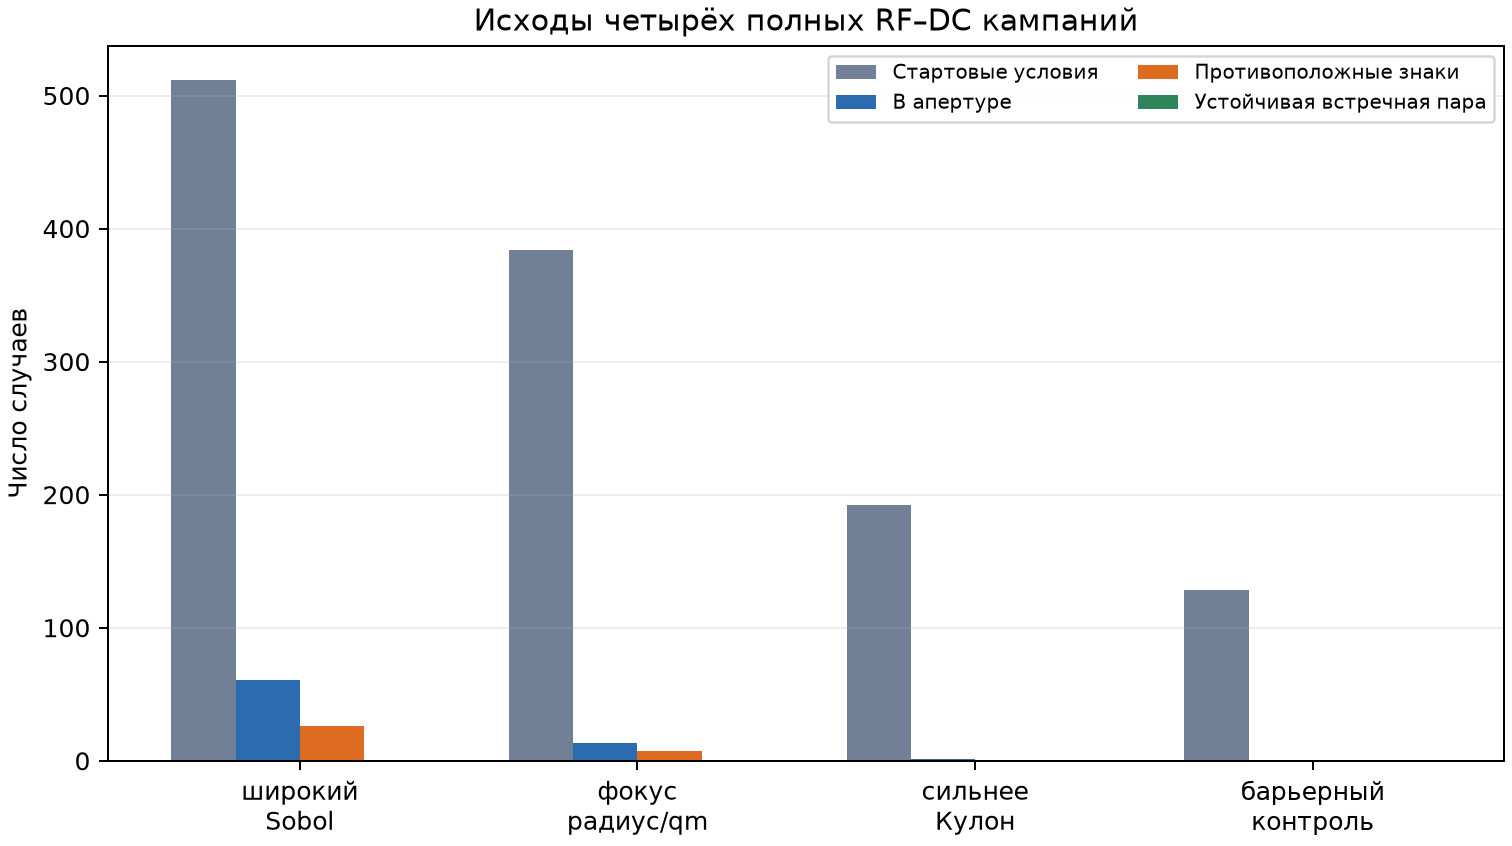 Исходы четырёх полных RF–DC кампаний
Стартовые условия
В апертуре
Противоположные знаки
Устойчивая встречная пара
Число случаев
500
400
300
200
100
0
широкий
Sobol
фокус
радиус/qm
сильнее
Кулон
барьерный
контроль